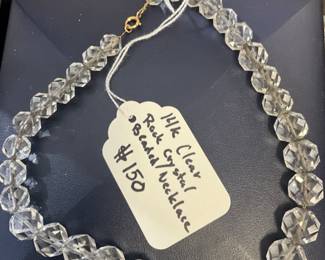 14k Clear
Rock Crystal
Beaded Necklace
$150